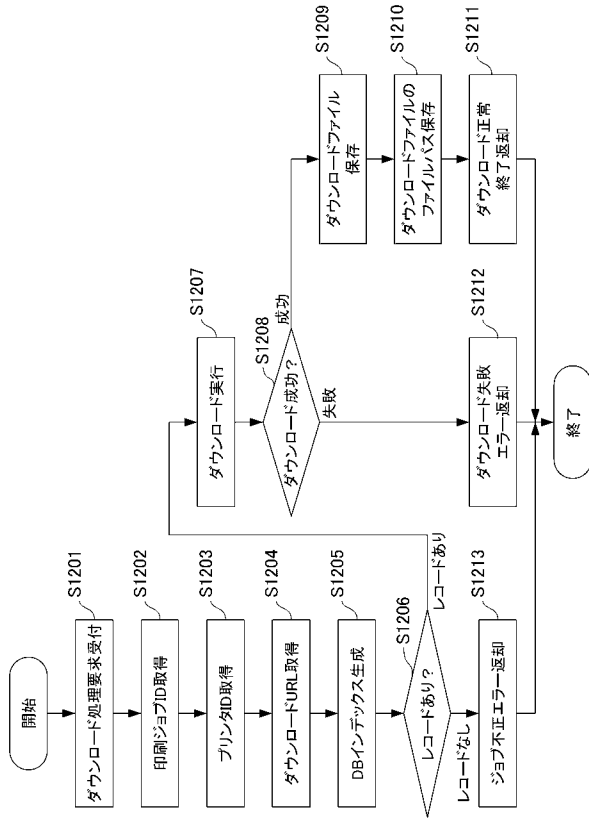 開始
S1201
ダウンロード処理要求受付
S1202
印刷ジョブID取得
S1203
プリンタID取得
S1204
ダウンロードURL取得
S1205
DBインデックス生成
S1206
レコードあり?
レコードあり
レコードなし
S1213
ジョブ不正エラー返却
S1207
ダウンロード実行
S1208
ダウンロード成功?
成功
失敗
S1212
ダウンロード失敗
エラー返却
S1209
ダウンロードファイル
保存
S1210
ダウンロードファイルの
ファイルパス保存
S1211
ダウンロード正常
終了返却
終了